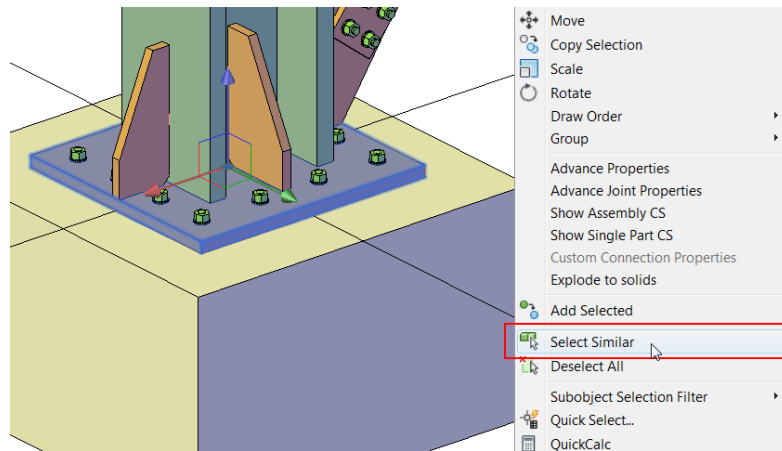 Move
Copy Selection
Scale
Rotate
Draw Order
Group
Advance Properties
Advance Joint Properties
Show Assembly CS
Show Single Part CS
Custom Connection Properties
Explode to solids
Add Selected
Select Similar
Deselect All
Subobject Selection Filter
Quick Select...
QuickCalc